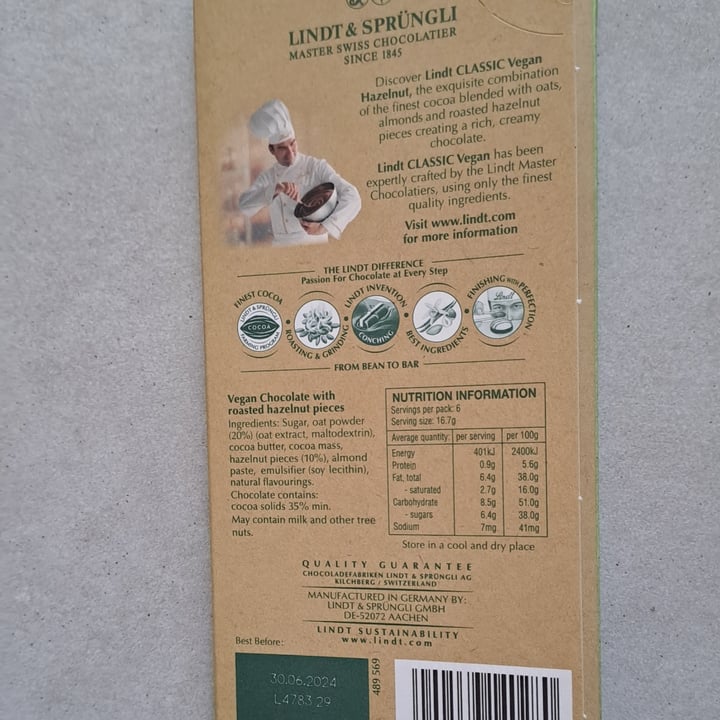 LINDT & SPRÜNGLI
MASTER SWISS CHOCOLATIER
SINCE 1845
Discover Lindt CLASSIC Vegan
Hazelnut, the exquisite combination
of the finest cocoa blended with oats,
almonds and roasted hazelnut
pieces creating a rich, creamy
chocolate.
Lindt CLASSIC Vegan has been
expertly crafted by the Lindt Master
Chocolatiers, using only the finest
quality ingredients.
Visit www.lindt.com
for more information
THE LINDT DIFFERENCE
Passion For Chocolate at Every Step
FINEST COCOA
LINDT & SPRÜNGLI
COCOA
FARMING PROGRAM
ROASTING & GRINDING
LINDT INVENTION
CONCHING
BEST INGREDIENTS
FINISHING WITH PERFECTION
Lindt
FROM BEAN TO BAR
Vegan Chocolate with
roasted hazelnut pieces
Ingredients: Sugar, oat powder
(20%) (oat extract, maltodextrin),
cocoa butter, cocoa mass,
hazelnut pieces (10%), almond
paste, emulsifier (soy lecithin),
natural flavourings.
Chocolate contains:
cocoa solids 35% min.
May contain milk and other tree
nuts.
NUTRITION INFORMATION
Servings per pack: 6
Serving size: 16.7g
Average quantity: per serving per 100g
Energy 401kJ 2400kJ
Protein 0.9g 5.6g
Fat, total 6.4g 38.0g
- saturated 2.7g 16.0g
Carbohydrate 8.5g 51.0g
- sugars 6.4g 38.0g
Sodium 7mg 41mg
Store in a cool and dry place
QUALITY GUARANTEE
CHOCOLADEFABRIKEN LINDT & SPRÜNGLI AG
KILCHBERG / SWITZERLAND
MANUFACTURED IN GERMANY BY:
LINDT & SPRÜNGLI GMBH
DE-52072 AACHEN
LINDT SUSTAINABILITY
www.lindt.com
Best Before:
30.06.2024
L4783 29
489 569